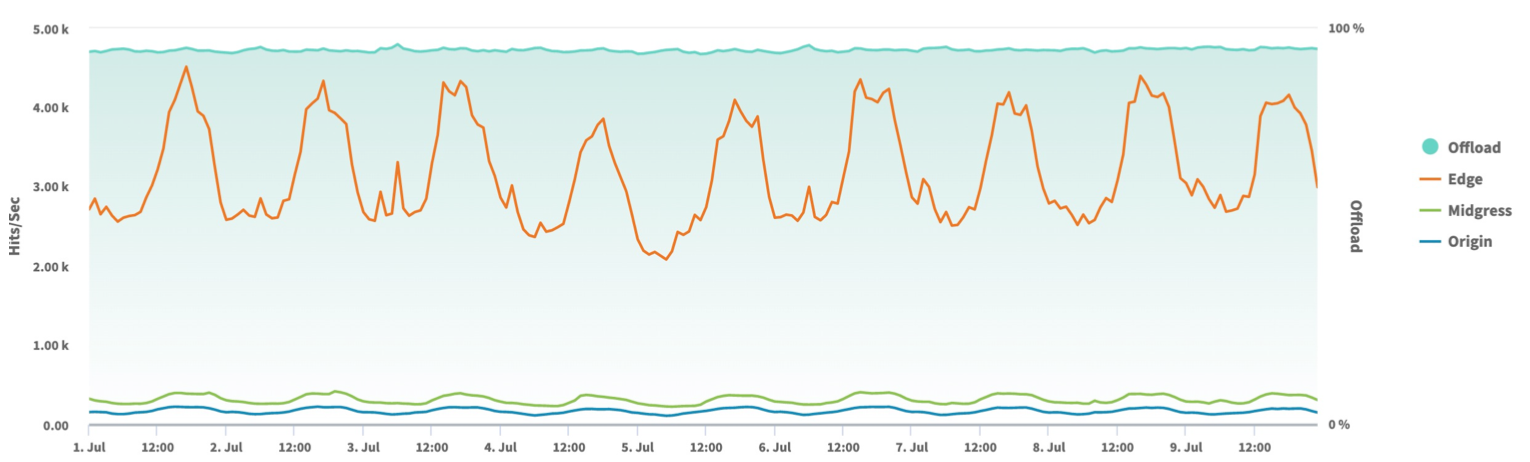 5.00 k
4.00 k
3.00 k
2.00 k
1.00 k
0.00
Hits/Sec
100 %
0 %
Offload
1. Jul 12:00 2. Jul 12:00 3. Jul 12:00 4. Jul 12:00 5. Jul 12:00 6. Jul 12:00 7. Jul 12:00 8. Jul 12:00 9. Jul 12:00
Offload
Edge
Midgress
Origin